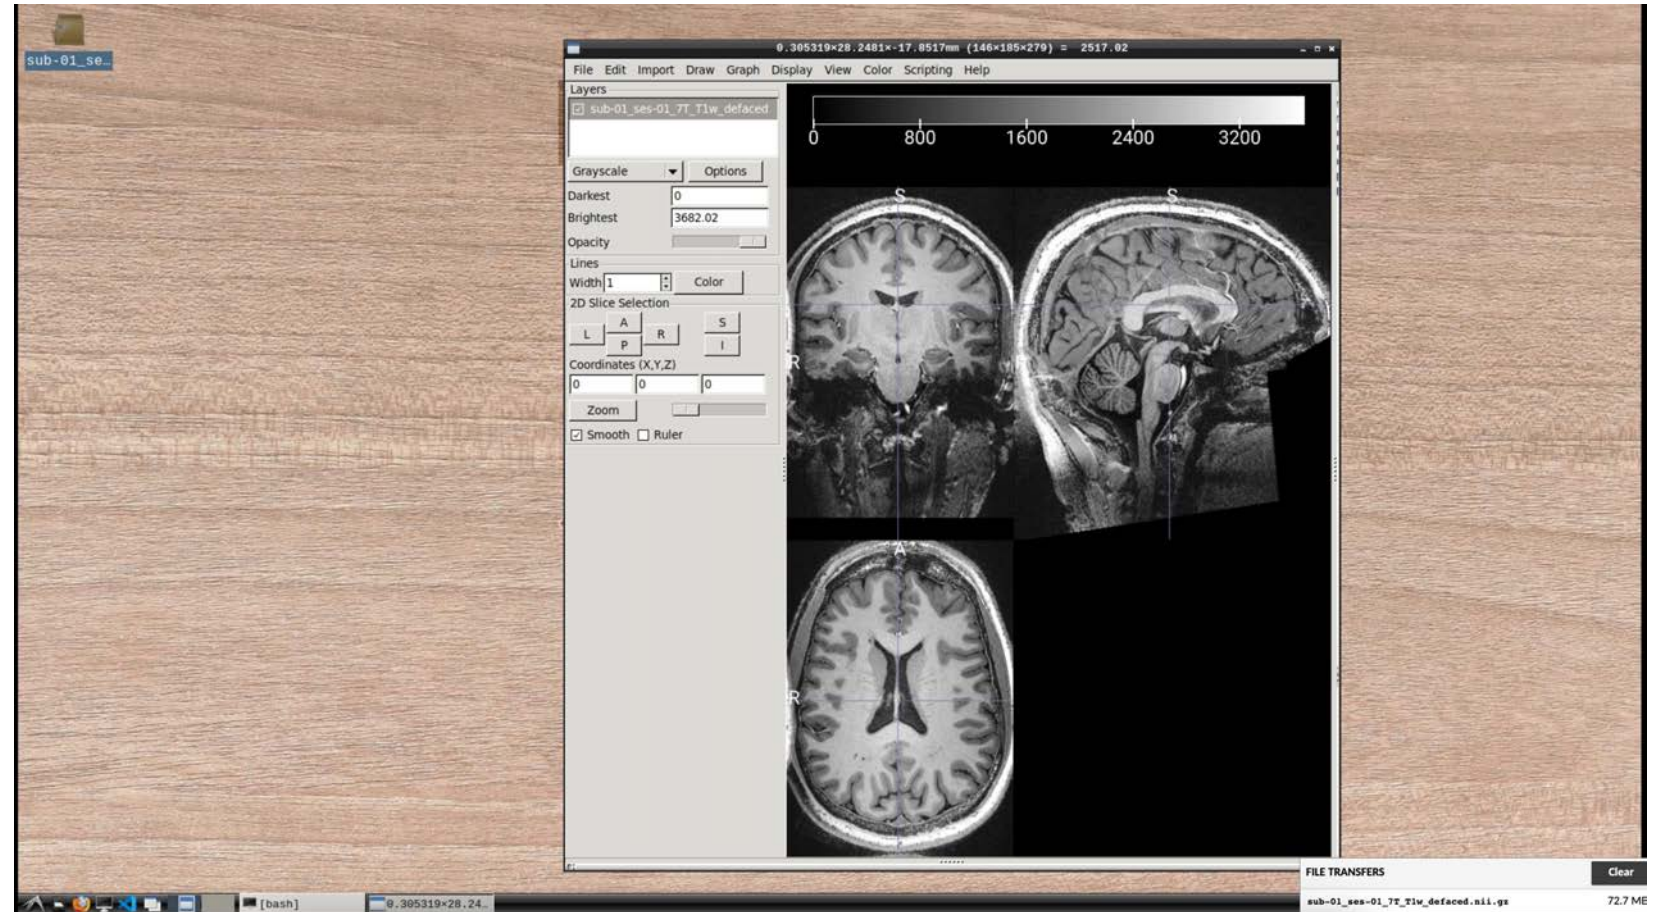 sub-01_se…
0.305319×28.2481×-17.8517mm (146×185×279) = 2517.02
File Edit Import Draw Graph Display View Color Scripting Help
Layers
sub-01_ses-01_7T_T1w_defaced
Grayscale Options
Darkest 0
Brightest 3682.02
Opacity
Lines
Width 1 Color
2D Slice Selection
A S
L R
P I
Coordinates (X,Y,Z)
0 0 0
Zoom
Smooth Ruler
0 800 1600 2400 3200
S S
R
A
R
FILE TRANSFERS Clear
sub-01_ses-01_7T_T1w_defaced.nii.gz 72.7 ME
[bash] 0.305319×28.24…